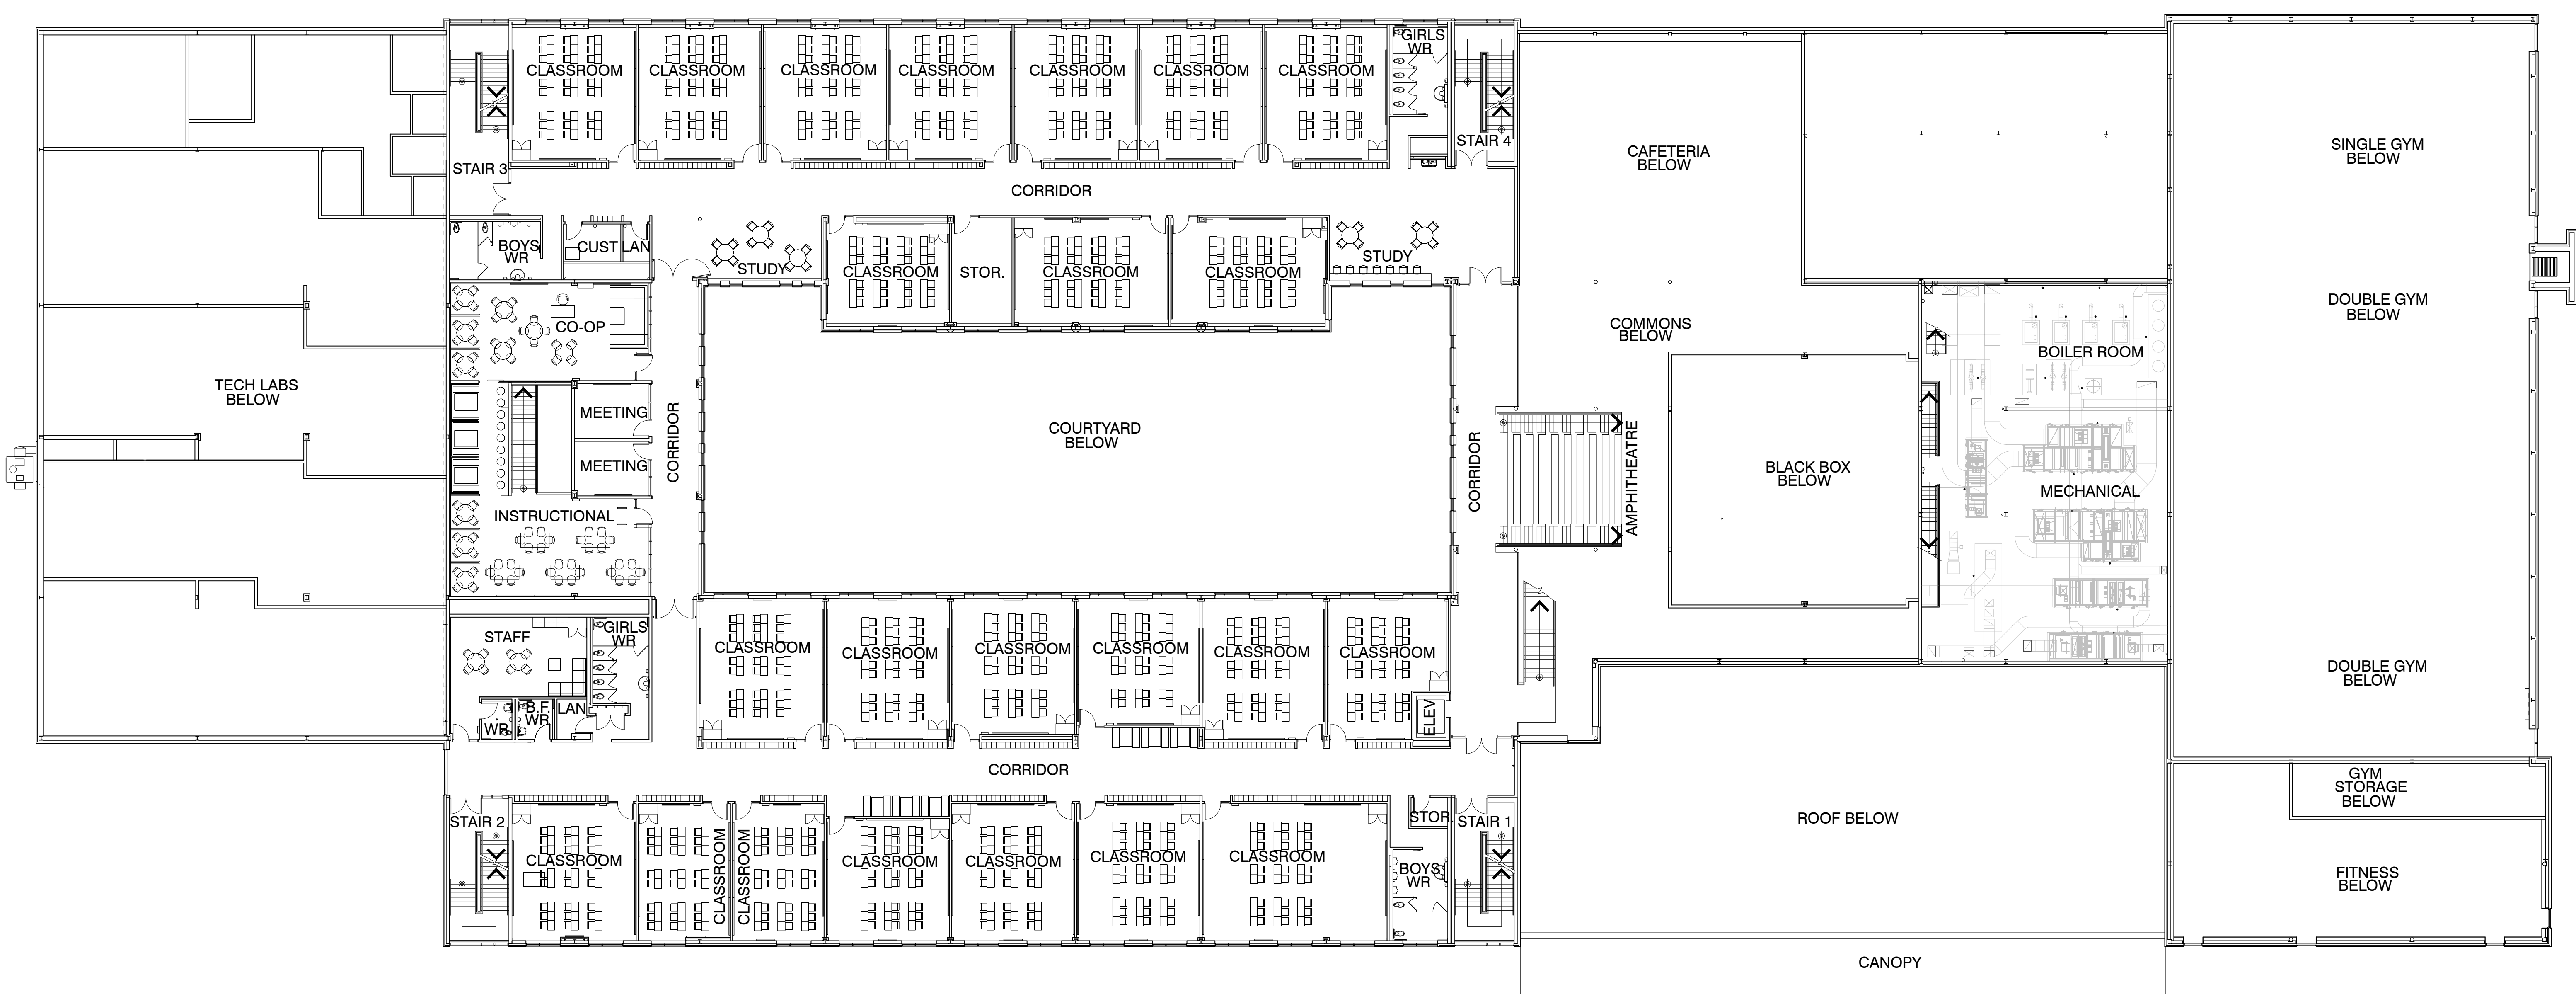 GIRLS
WR
CLASSROOM
CLASSROOM
CLASSROOM
CLASSROOM
CLASSROOM
CLASSROOM
CLASSROOM
STAIR 3
STAIR 4
CORRIDOR
CAFETERIA
BELOW
SINGLE GYM
BELOW
BOYS
WR
CUST
LAN
STUDY
CLASSROOM
STOR.
CLASSROOM
CLASSROOM
STUDY
CO-OP
COMMONS
BELOW
DOUBLE GYM
BELOW
BOILER ROOM
TECH LABS
BELOW
MEETING
MEETING
CORRIDOR
COURTYARD
BELOW
CORRIDOR
AMPHITHEATRE
BLACK BOX
BELOW
MECHANICAL
INSTRUCTIONAL
STAFF
GIRLS
WR
CLASSROOM
CLASSROOM
CLASSROOM
CLASSROOM
CLASSROOM
CLASSROOM
DOUBLE GYM
BELOW
WR
B.F.
WR
LAN
ELEV
CORRIDOR
GYM
STORAGE
BELOW
STAIR 2
STOR.
STAIR 1
ROOF BELOW
CLASSROOM
CLASSROOM
CLASSROOM
CLASSROOM
CLASSROOM
CLASSROOM
CLASSROOM
BOYS
WR
FITNESS
BELOW
CANOPY